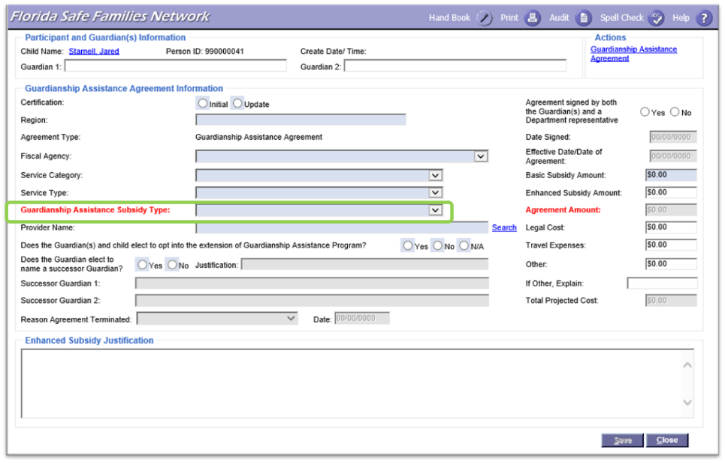 Florida Safe Families Network
Hand Book Print Audit Spell Check Help ?
Participant and Guardian(s) Information
Actions
Child Name: Starnell, Jared Person ID: 990000041 Create Date/ Time:
Guardianship Assistance
Agreement
Guardian 1: Guardian 2:
Guardianship Assistance Agreement Information
Certification: Initial Update
Agreement signed by both
the Guardian(s) and a
Department representative
Yes No
Region:
Agreement Type: Guardianship Assistance Agreement
Date Signed: 00/00/0000
Fiscal Agency:
Effective Date/Date of
Agreement: 00/00/0000
Service Category:
Basic Subsidy Amount: $0.00
Service Type:
Enhanced Subsidy Amount: $0.00
Guardianship Assistance Subsidy Type:
Agreement Amount: $0.00
Provider Name: Search
Legal Cost: $0.00
Does the Guardian(s) and child elect to opt into the extension of Guardianship Assistance Program? Yes No N/A
Travel Expenses: $0.00
Does the Guardian elect to
name a successor Guardian? Yes No Justification:
Other: $0.00
Successor Guardian 1:
If Other, Explain:
Successor Guardian 2:
Total Projected Cost: $0.00
Reason Agreement Terminated: Date: 00/00/0000
Enhanced Subsidy Justification
Save Close